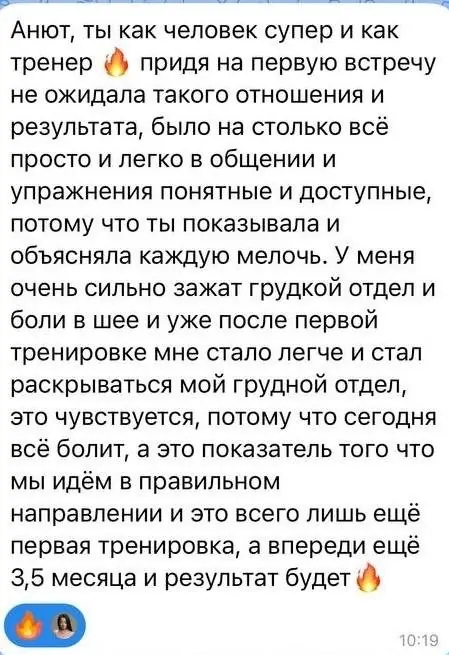 Анют, ты как человек супер и как
тренер 🔥 придя на первую встречу
не ожидала такого отношения и
результата, было на столько всё
просто и легко в общении и
упражнения понятные и доступные,
потому что ты показывала и
объясняла каждую мелочь. У меня
очень сильно зажат грудкой отдел и
боли в шее и уже после первой
тренировке мне стало легче и стал
раскрываться мой грудной отдел,
это чувствуется, потому что сегодня
всё болит, а это показатель того что
мы идём в правильном
направлении и это всего лишь ещё
первая тренировка, а впереди ещё
3,5 месяца и результат будет🔥
🔥
10:19